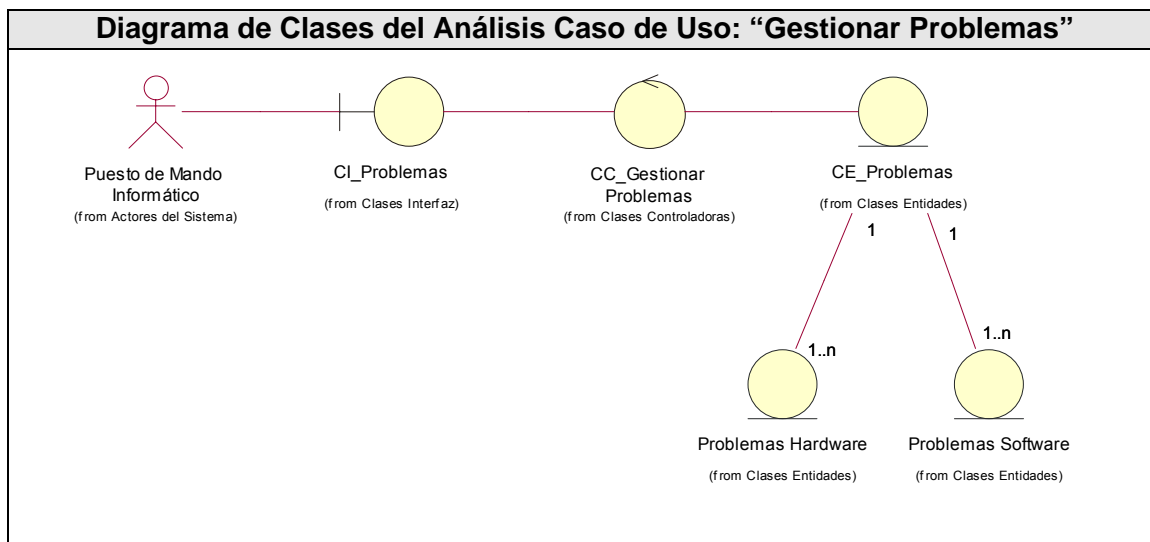 Diagrama de Clases del Análisis Caso de Uso: “Gestionar Problemas”
Puesto de Mando
Informático
(from Actores del Sistema)
CI_Problemas
(from Clases Interfaz)
CC_Gestionar
Problemas
(from Clases Controladoras)
CE_Problemas
(from Clases Entidades)
1
1
1..n
1..n
Problemas Hardware
(from Clases Entidades)
Problemas Software
(from Clases Entidades)